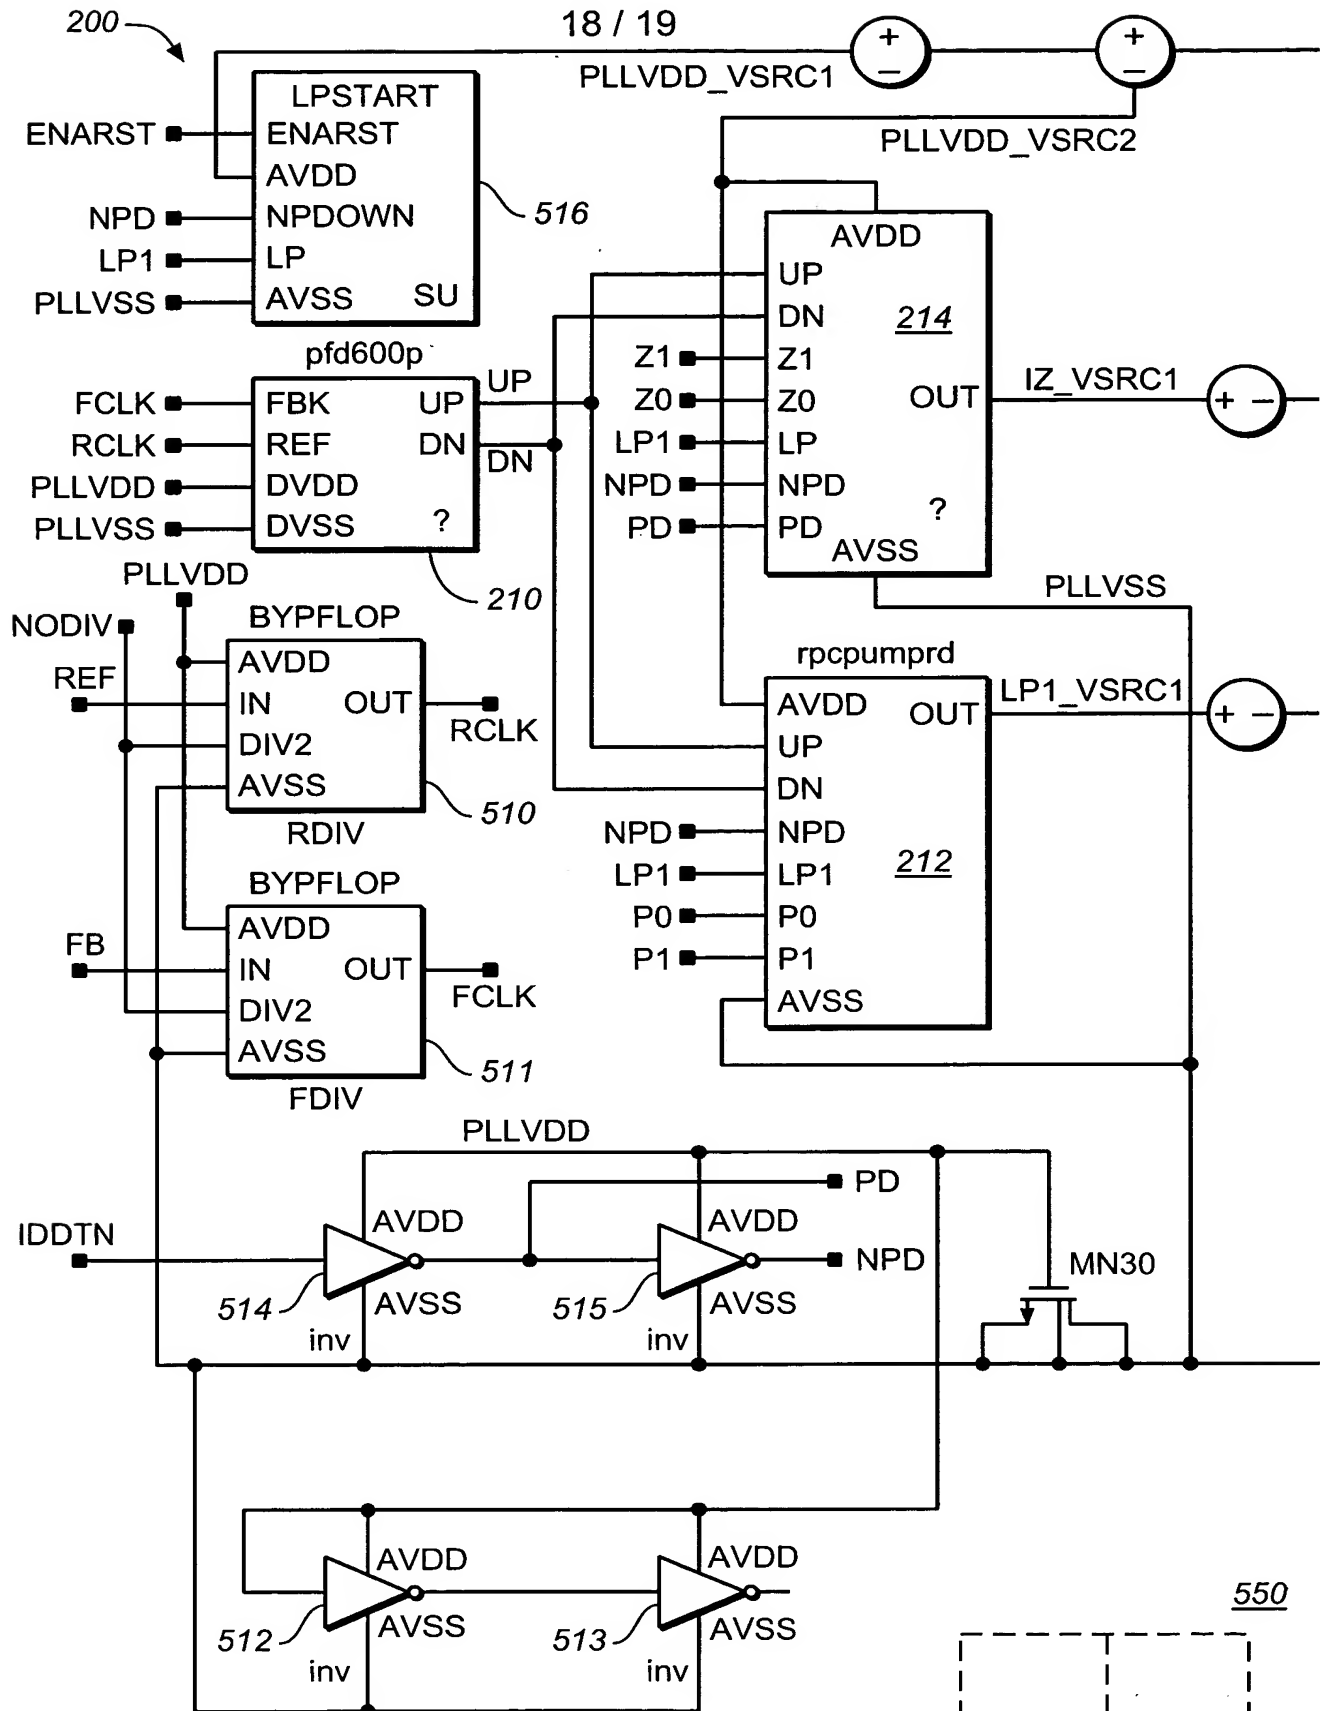 200
18 / 19
PLLVDD_VSRC1
PLLVDD_VSRC2
LPSTART
ENARST
ENARST
AVDD
NPD
NPDOWN
LP1
LP
PLLVSS
AVSS
SU
516
pfd600p
FCLK
FBK
UP
UP
RCLK
REF
DN
DN
PLLVDD
DVDD
PLLVSS
DVSS
?
210
AVDD
UP
DN
214
Z1
Z1
Z0
Z0
OUT
IZ_VSRC1
+ −
LP1
LP
NPD
NPD
PD
PD
?
AVSS
PLLVSS
PLLVDD
NODIV
BYPFLOP
REF
AVDD
IN
OUT
RCLK
DIV2
AVSS
510
RDIV
rpcpumprd
AVDD
OUT
LP1_VSRC1
+ −
UP
DN
NPD
NPD
LP1
LP1
212
P0
P0
P1
P1
AVSS
BYPFLOP
FB
AVDD
IN
OUT
FCLK
DIV2
AVSS
511
FDIV
PLLVDD
PD
IDDTN
AVDD
AVDD
NPD
MN30
514
AVSS
515
AVSS
inv
inv
AVDD
AVDD
512
AVSS
513
AVSS
inv
inv
550